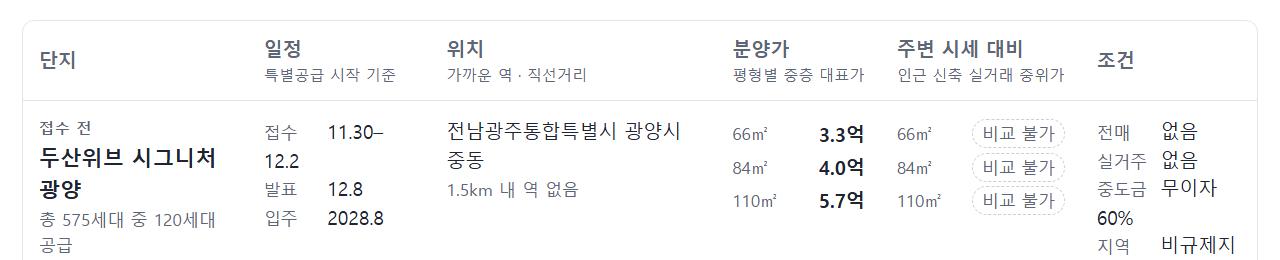 단지
일정
특별공급 시작 기준
위치
가까운 역 · 직선거리
분양가
평형별 중층 대표가
주변 시세 대비
인근 신축 실거래 중위가
조건
접수 전
두산위브 시그니처
광양
총 575세대 중 120세대
공급
접수 11.30–
12.2
발표 12.8
입주 2028.8
전남광주통합특별시 광양시
중동
1.5km 내 역 없음
66㎡ 3.3억
84㎡ 4.0억
110㎡ 5.7억
66㎡ 비교 불가
84㎡ 비교 불가
110㎡ 비교 불가
전매 없음
실거주 없음
중도금 무이자
60%
지역 비규제지